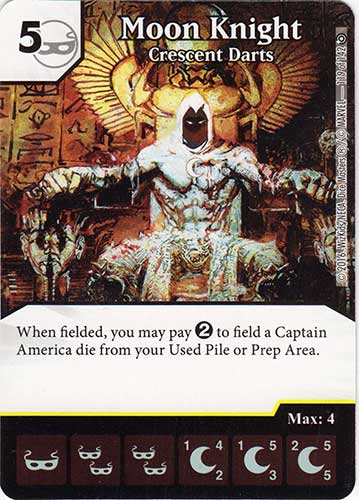 5
Moon Knight
Crescent Darts
When fielded, you may pay 2 to field a Captain
America die from your Used Pile or Prep Area.
Max: 4
1 4 1 5 2 5
2 3 5